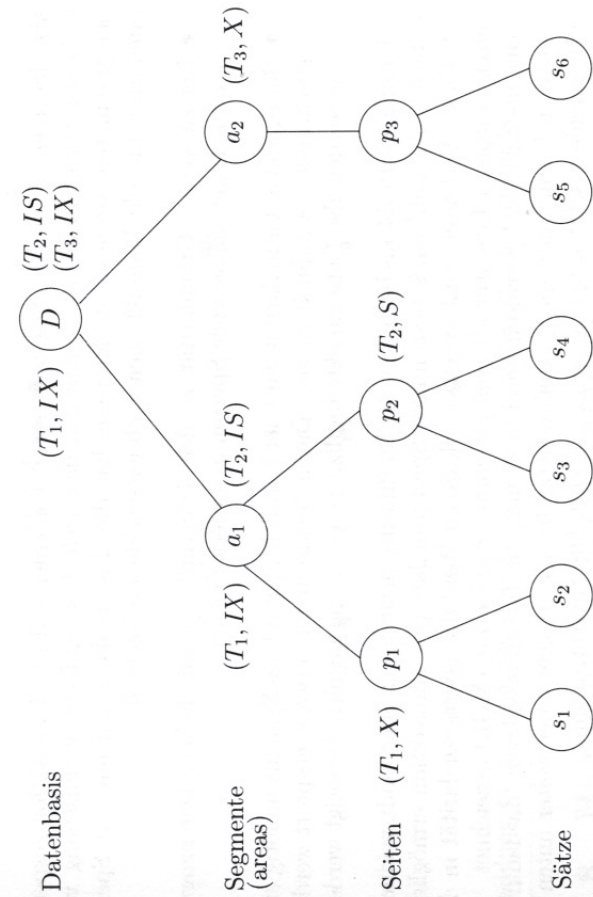 Datenbasis
(T₁, IX)
D
(T₂, IS)
(T₃, IX)
Segmente
(areas)
(T₁, IX)
a₁
(T₂, IS)
a₂
(T₃, X)
Seiten
(T₁, X)
p₁
p₂
(T₂, S)
p₃
Sätze
s₁
s₂
s₃
s₄
s₅
s₆